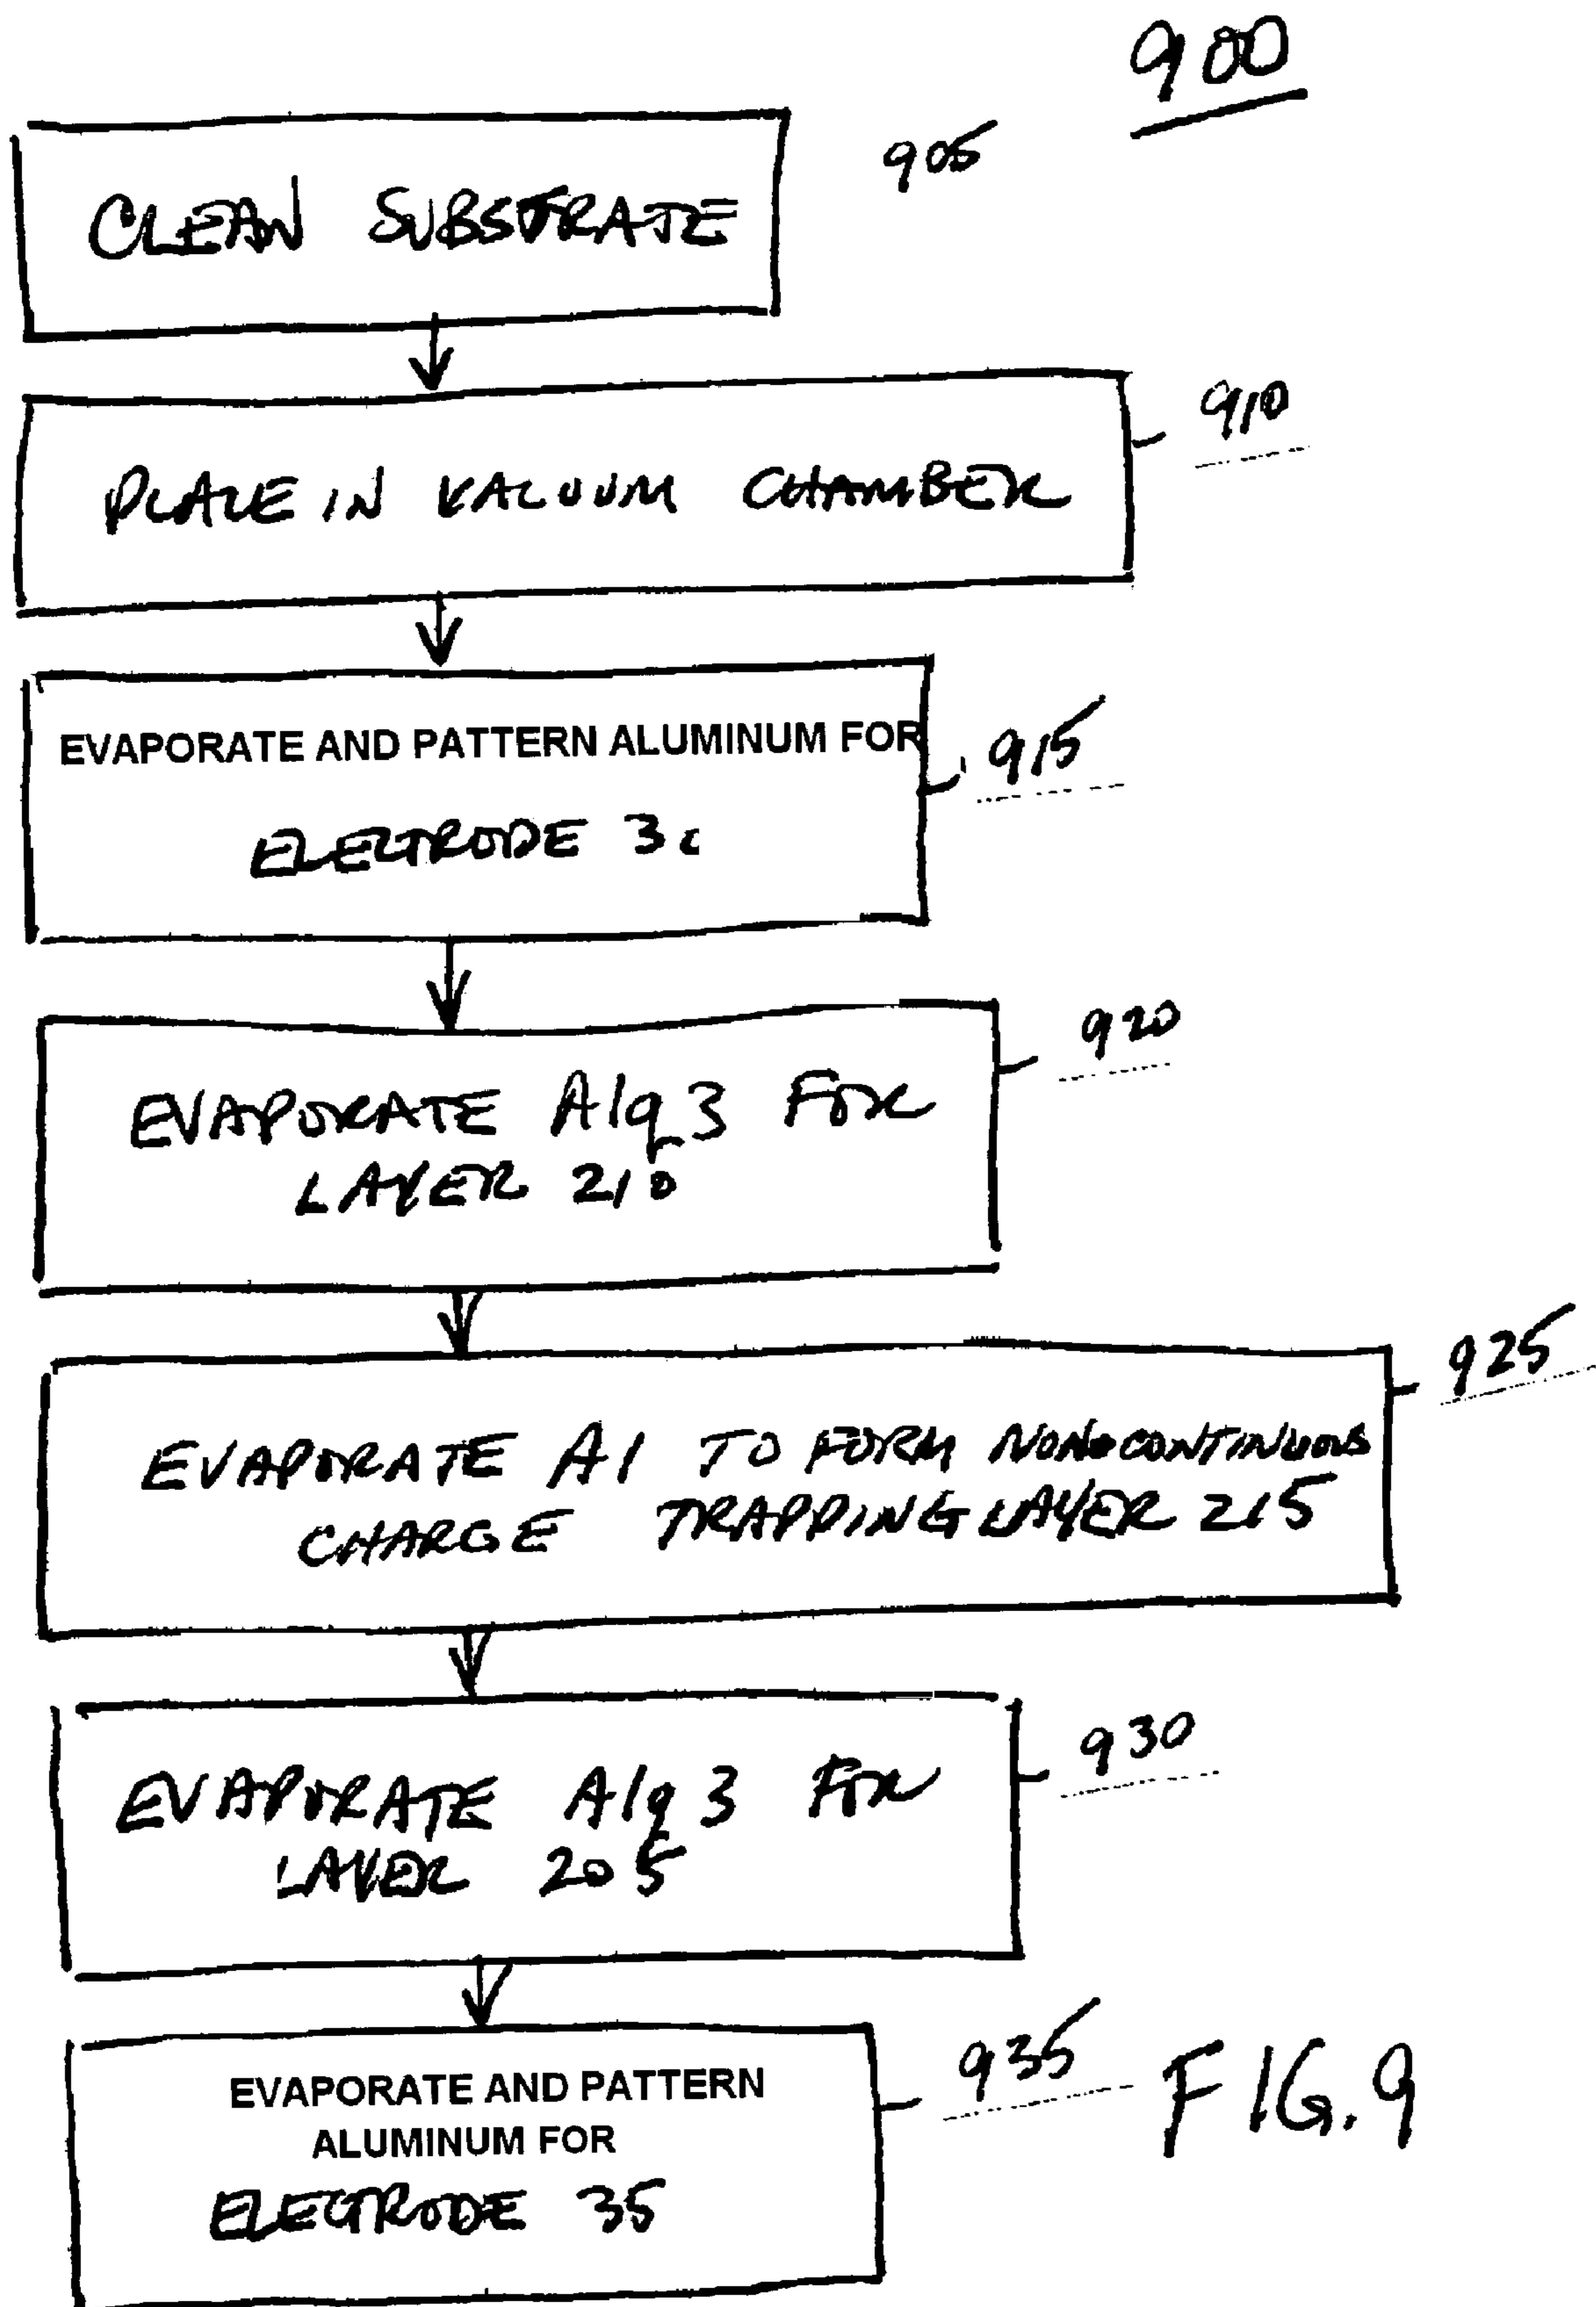 900
CLEAN SUBSTRATE
905
PLACE IN VACUUM CHAMBER
910
EVAPORATE AND PATTERN ALUMINUM FOR
915
ELECTRODE
920
EVAPORATE Alq3 FOR
LAYER 210
925
EVAPORATE Al TO FORM NON-CONTINUOUS
CHARGE TRAPPING LAYER 215
930
EVAPORATE Alq3 FOR
LAYER 205
935
EVAPORATE AND PATTERN
ALUMINUM FOR
ELECTRODE 35
FIG.9